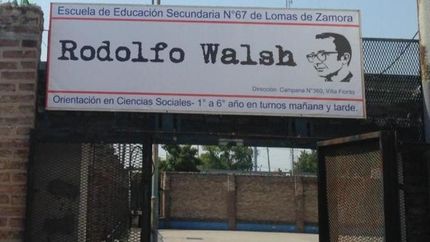 Escuela de Educación Secundaria N°67 de Lomas de Zamora
Rodolfo Walsh
Dirección: Campana N°360, Villa Fiorito
Orientación en Ciencias Sociales- 1° a 6° año en turnos mañana y tarde.